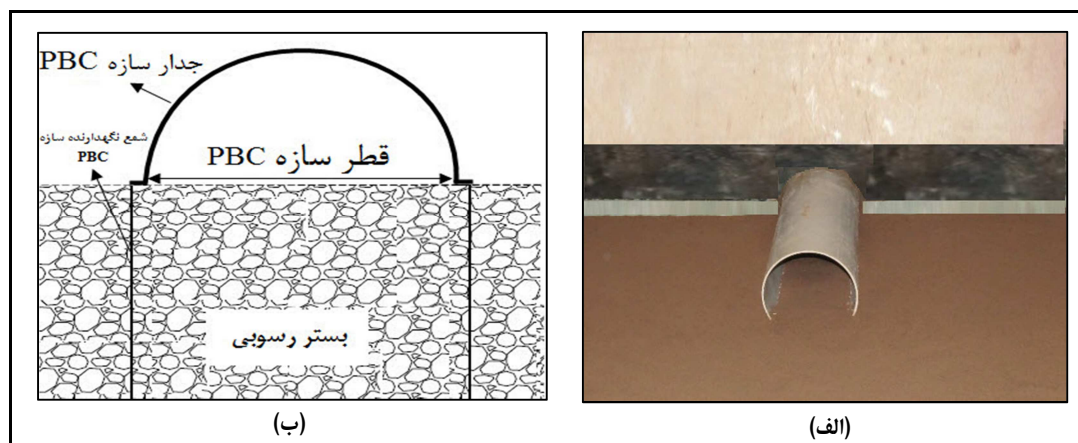 جدار سازه PBC
شمع نگهدارنده سازه
PBC
قطر سازه PBC
بستر رسوبی
(ب)
(الف)